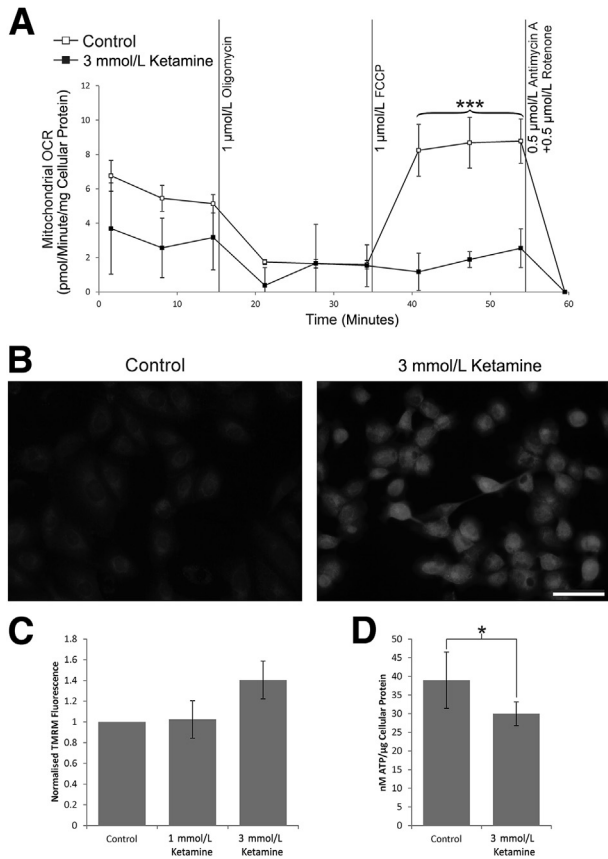 A
Control
3 mmol/L Ketamine
Mitochondrial OCR
(pmol/Minute/mg Cellular Protein)
12
10
8
6
4
2
0
1 µmol/L Oligomycin
1 µmol/L FCCP
***
0.5 µmol/L Antimycin A
+0.5 µmol/L Rotenone
0 10 20 30 40 50 60
Time (Minutes)
B
Control 3 mmol/L Ketamine
C
Normalised TMRM Fluorescence
1.8
1.6
1.4
1.2
1
0.8
0.6
0.4
0.2
0
Control 1 mmol/L 3 mmol/L
Ketamine Ketamine
D
nM ATP/µg Cellular Protein
50
45
40
35
30
25
20
15
10
5
0
*
Control 3 mmol/L
Ketamine